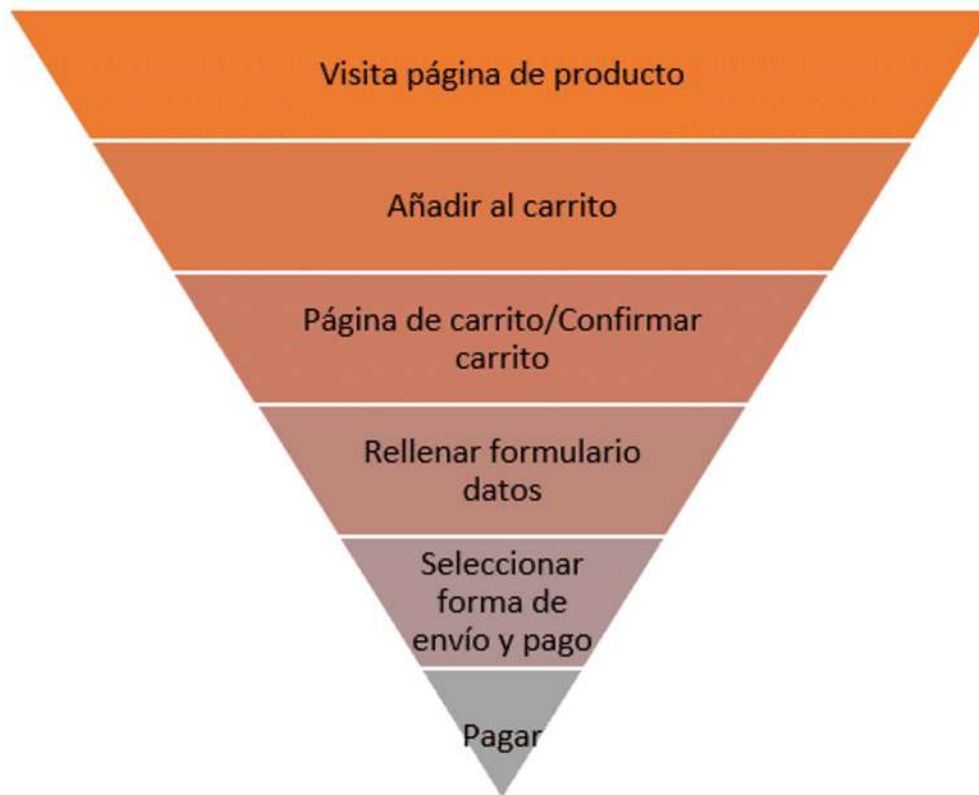 Visita página de producto
Añadir al carrito
Página de carrito/Confirmar
carrito
Rellenar formulario
datos
Seleccionar
forma de
envío y pago
Pagar